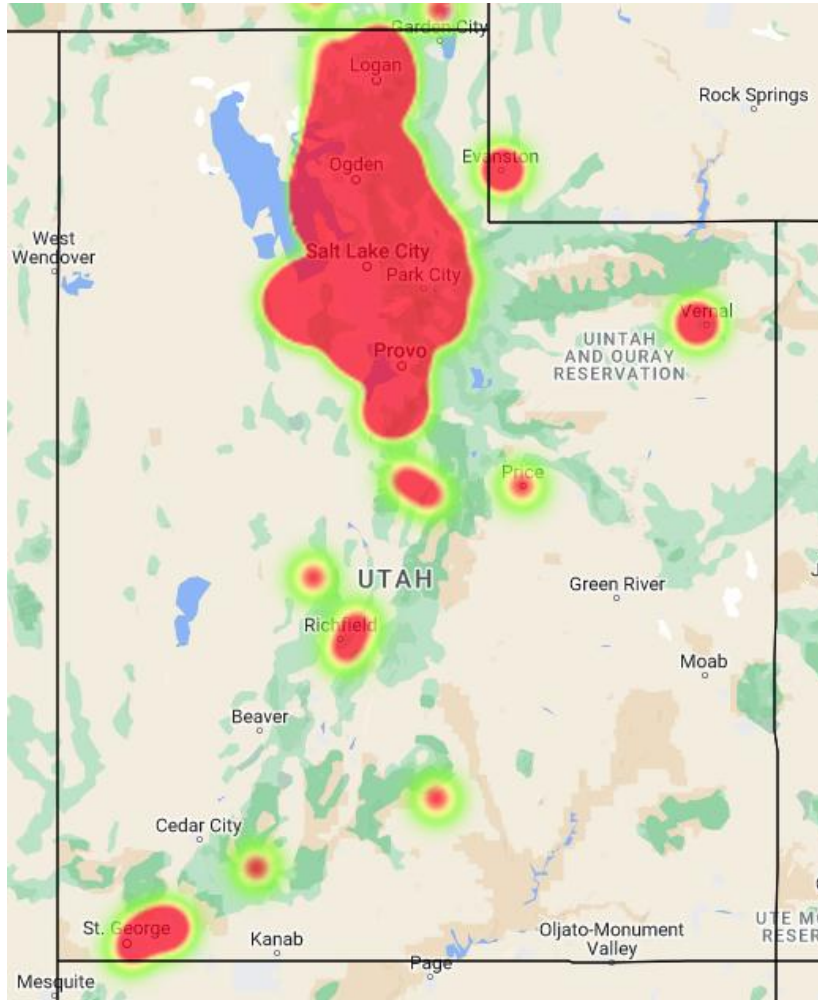 Garden City
Logan
Rock Springs
Evanston
Ogden
West
Wendover
Salt Lake City
Park City
Vernal
UINTAH
AND OURAY
RESERVATION
Provo
Price
UTAH
Green River
Richfield
Moab
Beaver
Cedar City
St. George
Kanab
Oljato-Monument
Valley
UTE M
RESER
Page
Mesquite